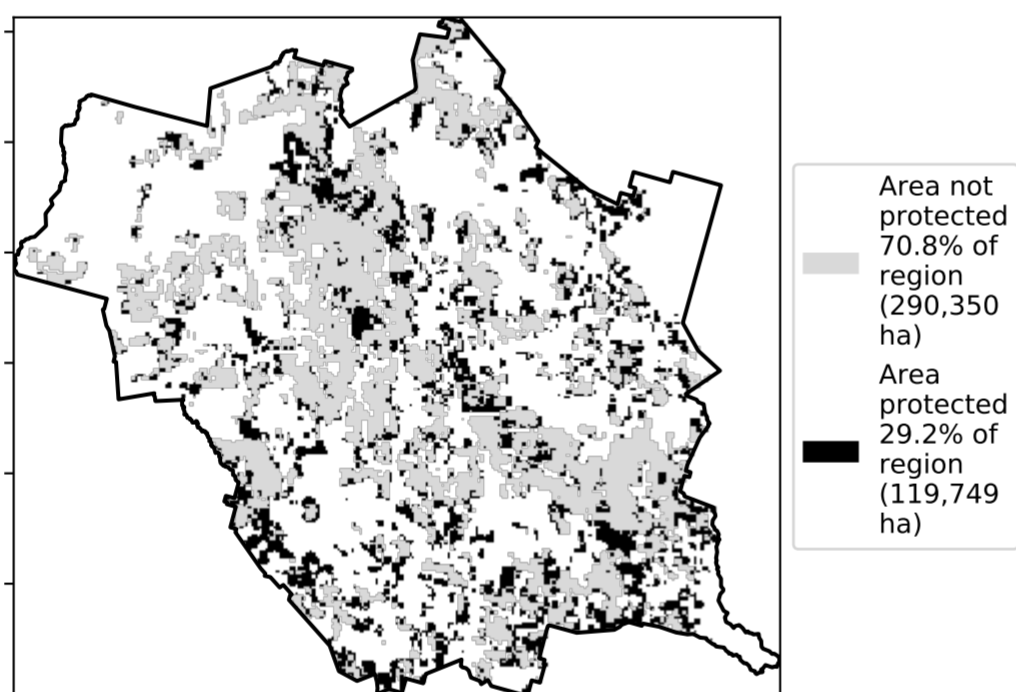 Area not
protected
70.8% of
region
(290,350
ha)
Area
protected
29.2% of
region
(119,749
ha)